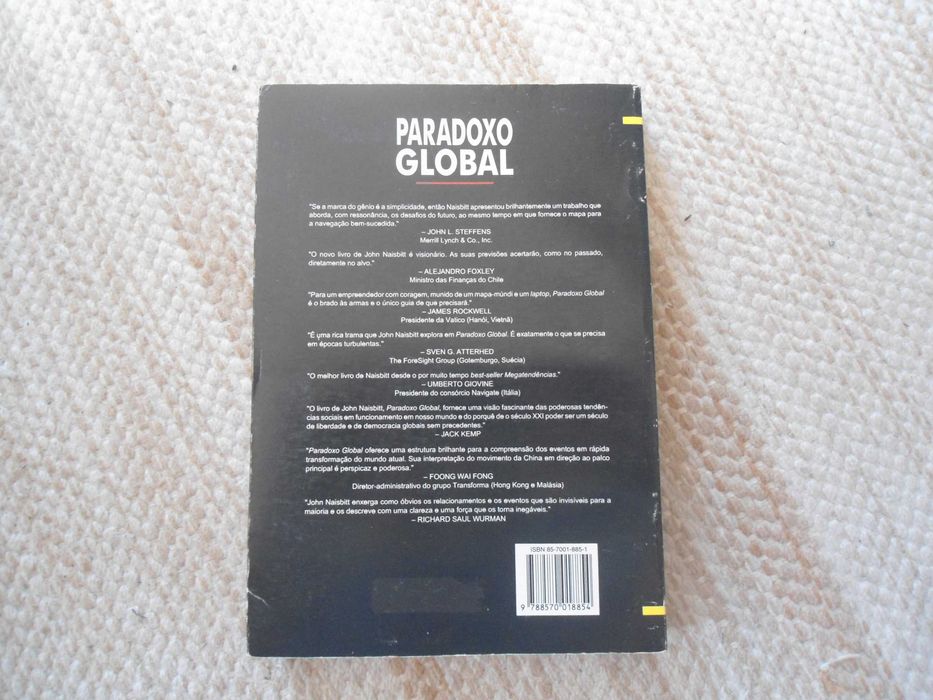 PARADOXO
GLOBAL
"Se a marca do gênio é a simplicidade, então Naisbitt apresentou brilhantemente um trabalho que
aborda, com ressonância, os desafios do futuro, ao mesmo tempo em que fornece o mapa para
a navegação bem-sucedida."
– JOHN L. STEFFENS
Merrill Lynch & Co., Inc.
"O novo livro de John Naisbitt é visionário. As suas previsões acertarão, como no passado,
diretamente no alvo."
– ALEJANDRO FOXLEY
Ministro das Finanças do Chile
"Para um empreendedor com coragem, munido de um mapa-múndi e um laptop, Paradoxo Global
é o brado às armas e o único guia de que precisará."
– JAMES ROCKWELL
Presidente da Vatico (Hanói, Vietnã)
"É uma rica trama que John Naisbitt explora em Paradoxo Global. É exatamente o que se precisa
em épocas turbulentas."
– SVEN G. ATTERHED
The ForeSight Group (Gotemburgo, Suécia)
"O melhor livro de Naisbitt desde o por muito tempo best-seller Megatendências."
– UMBERTO GIOVINE
Presidente do consórcio Navigate (Itália)
"O livro de John Naisbitt, Paradoxo Global, fornece uma visão fascinante das poderosas tendên-
cias sociais em funcionamento em nosso mundo e do porquê de o século XXI poder ser um século
de liberdade e de democracia globais sem precedentes."
– JACK KEMP
"Paradoxo Global oferece uma estrutura brilhante para a compreensão dos eventos em rápida
transformação do mundo atual. Sua interpretação do movimento da China em direção ao palco
principal é perspicaz e poderosa."
– FOONG WAI FONG
Diretor-administrativo do grupo Transforma (Hong Kong e Malásia)
"John Naisbitt enxerga como óbvios os relacionamentos e os eventos que são invisíveis para a
maioria e os descreve com uma clareza e uma força que os torna inegáveis."
– RICHARD SAUL WURMAN
ISBN 85-7001-885-1
9 788570 018854